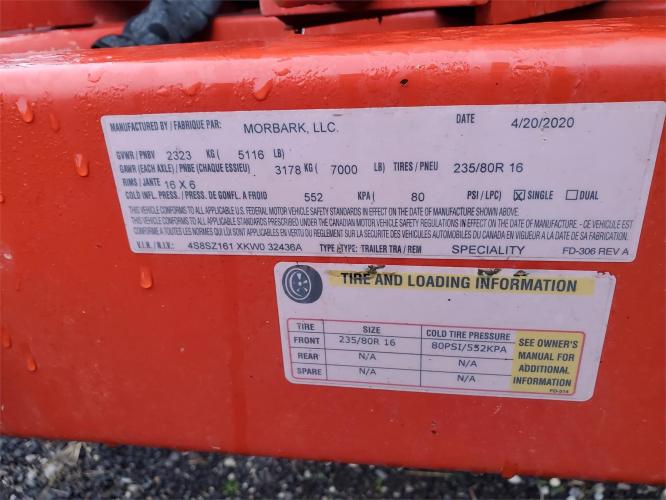 MANUFACTURED BY / FABRIQUE PAR: MORBARK, LLC. DATE 4/20/2020
GVWR / PNBV 2323 KG ( 5116 LB)
GAWR (EACH AXLE) / PNBE (CHAQUE ESSIEU) 3178 KG ( 7000 LB) TIRES / PNEU 235/80R 16
RIMS / JANTE 16 X 6
COLD INFL. PRESS. / PRESS. DE GONFL. A FROID 552 KPA ( 80 PSI / LPC) X SINGLE DUAL
THIS VEHICLE CONFORMS TO ALL U.S. FEDERAL MOTOR VEHICLE SAFETY STANDARDS IN EFFECT ON THE DATE OF MANUFACTURE SHOWN ABOVE.
THIS VEHICLE CONFORMS TO ALL APPLICABLE STANDARDS PRESCRIBED UNDER THE CANADIAN MOTOR VEHICLE SAFETY REGULATIONS IN EFFECT ON THE DATE OF MANUFACTURE - CE VEHICULE EST
CONFORME A TOUTES LES NORMES QUI LUI SONT APPLICABLES EN VERTU DU REGLEMENT SUR LA SECURITE DES VEHICULES AUTOMOBILES DU CANADA EN VIGUEUR A LA DATE DE SA FABRICATION.
V.I.N. / N.I.V.: 4S8SZ161 XKW0 32436A TYPE /TYPE: TRAILER TRA / REM SPECIALITY FD-306 REV A
TIRE AND LOADING INFORMATION
TIRE SIZE COLD TIRE PRESSURE
FRONT 235/80R 16 80PSI/552KPA
REAR N/A N/A
SPARE N/A N/A
SEE OWNER'S
MANUAL FOR
ADDITIONAL
INFORMATION